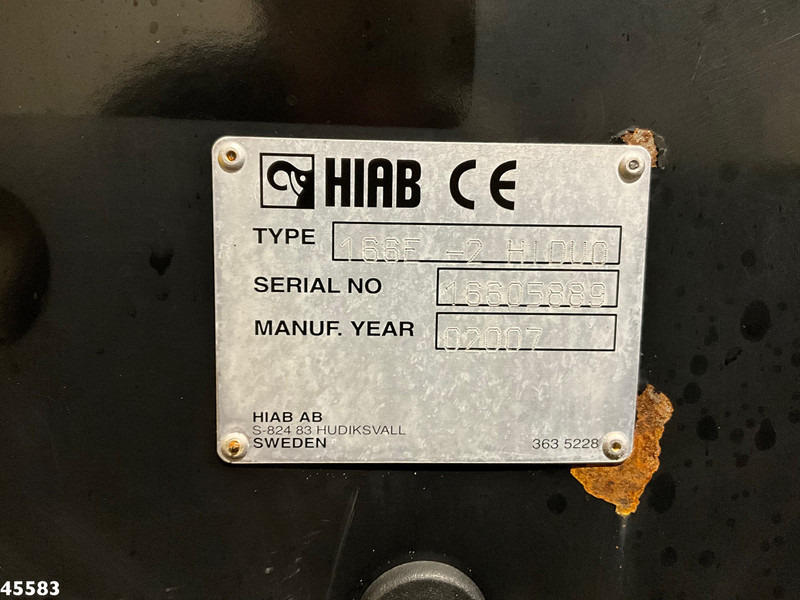 HIAB CE
TYPE 166E -2 HIDUO
SERIAL NO 16605889
MANUF. YEAR 02007
HIAB AB
S-824 83 HUDIKSVALL
SWEDEN 363 5228
45583